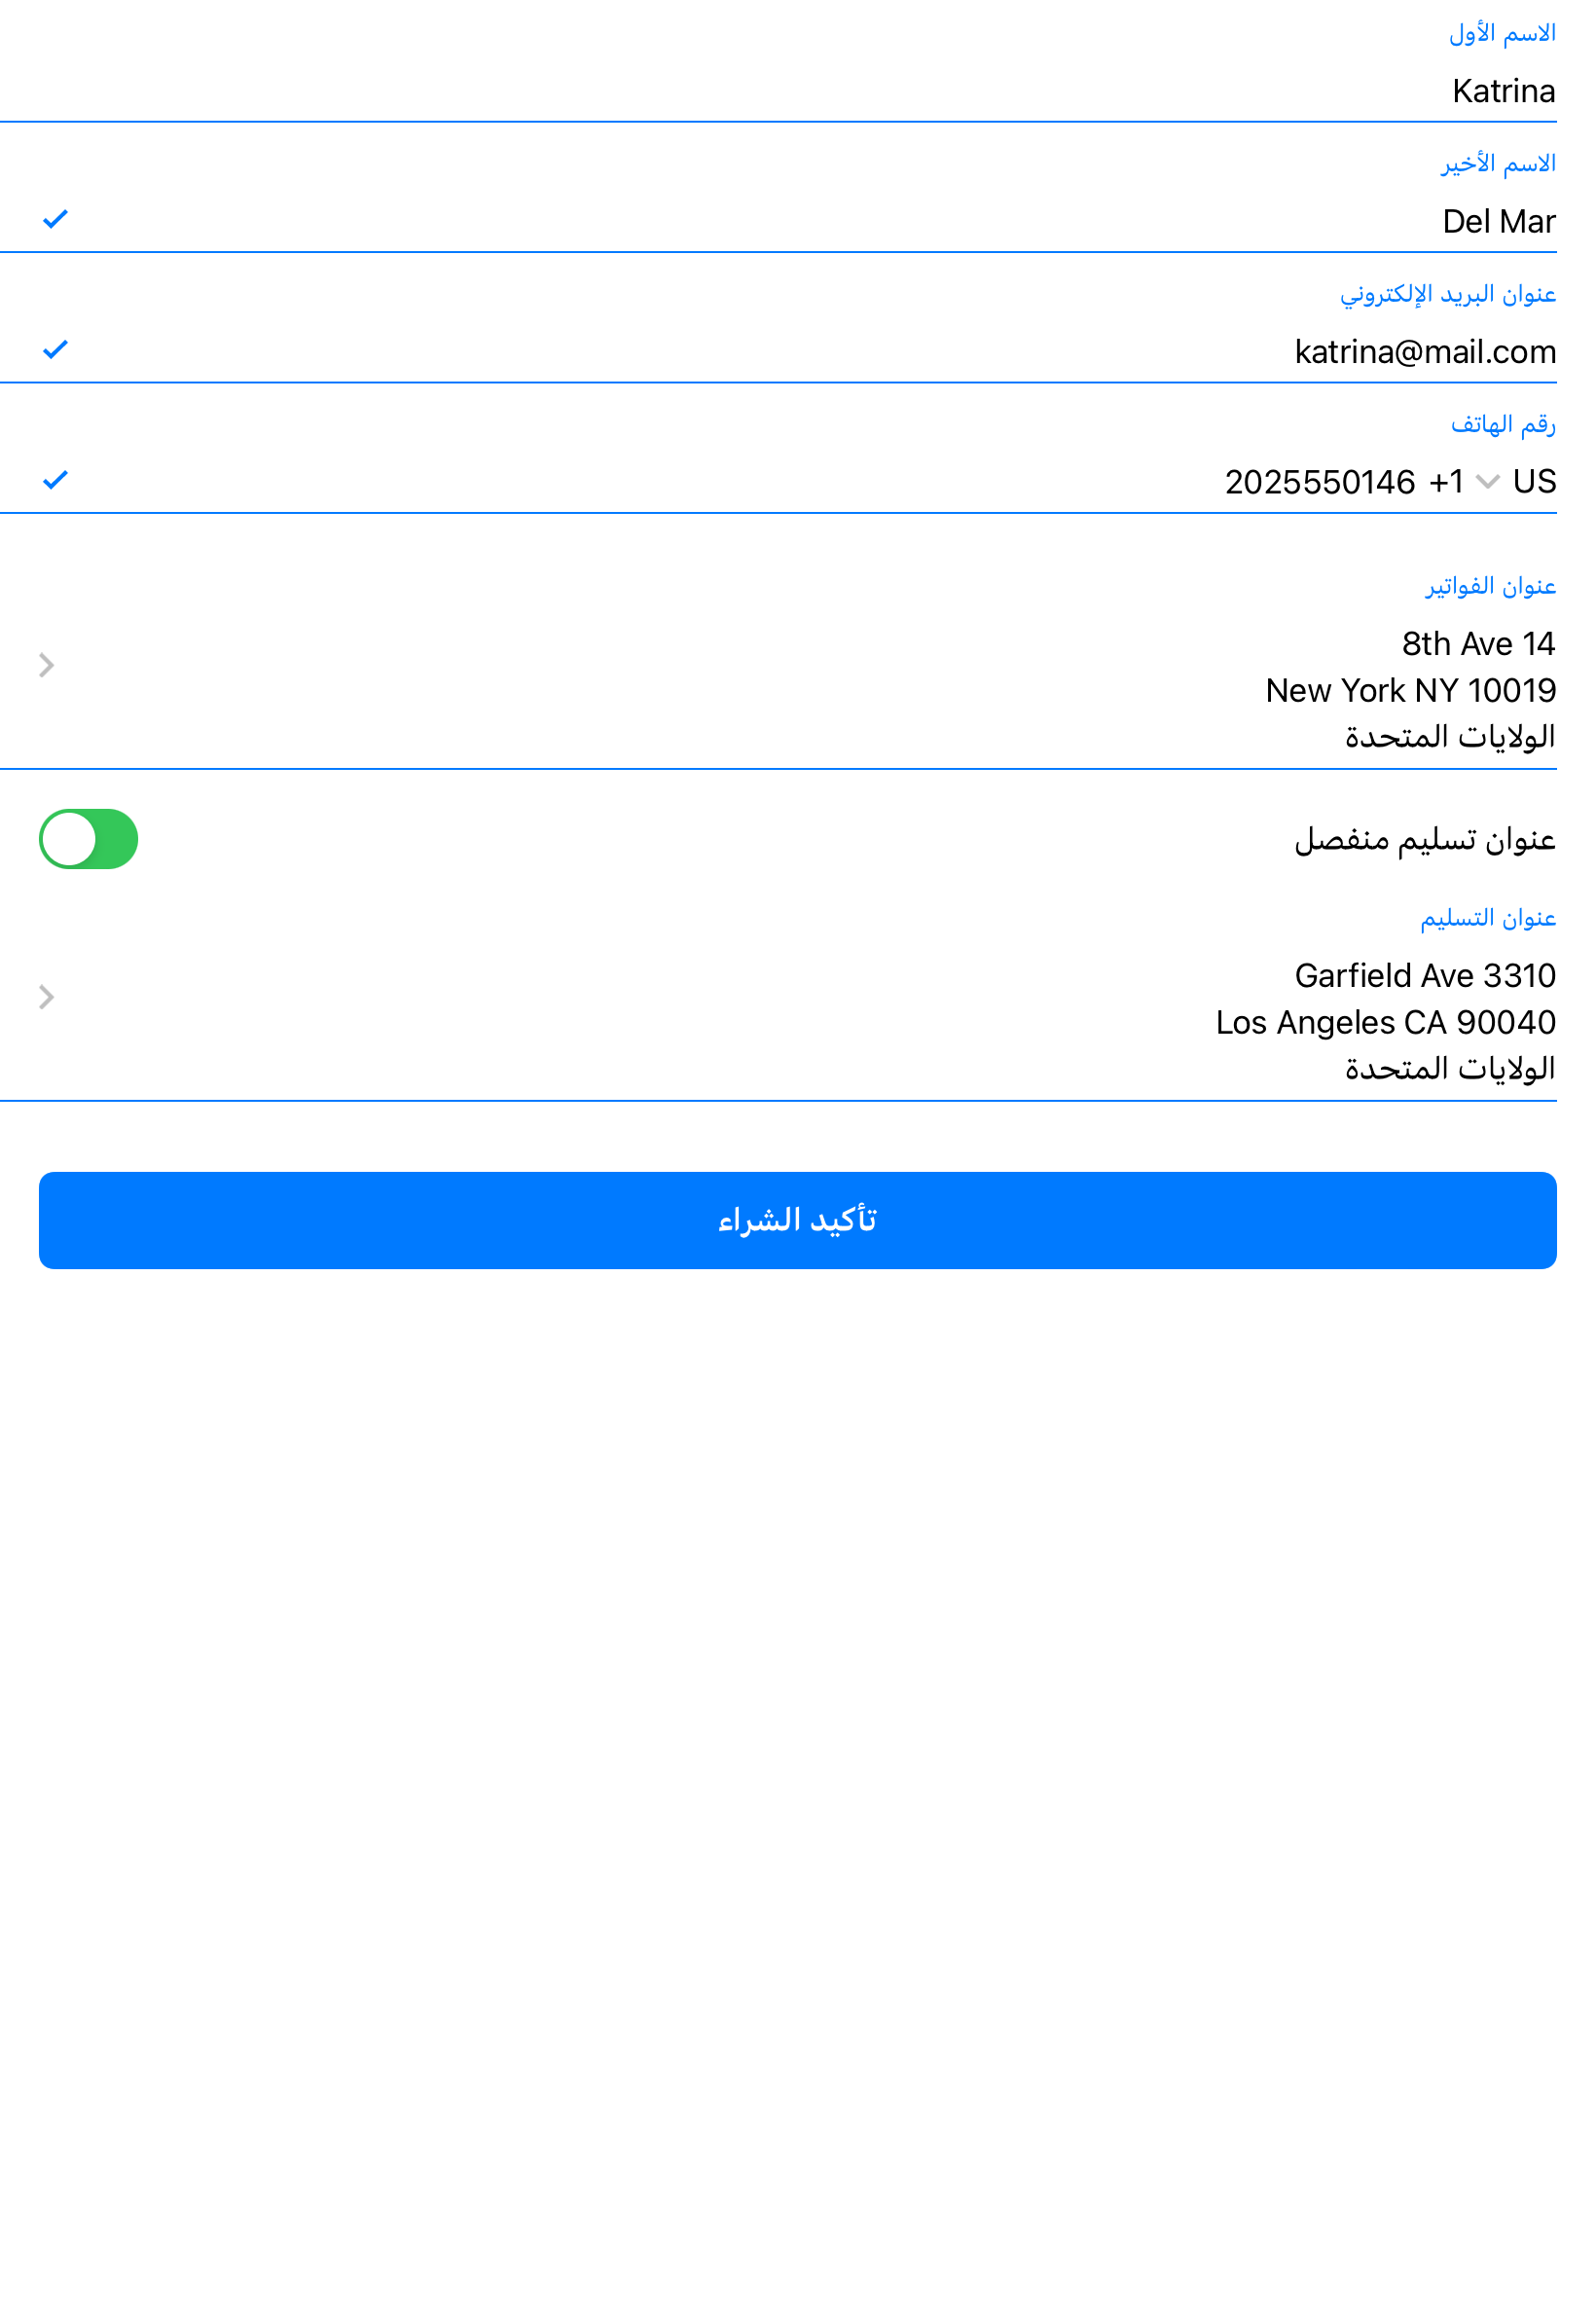 الاسم الأول
Katrina
الاسم الأخير
Del Mar
عنوان البريد الإلكتروني
katrina@mail.com
رقم الهاتف
US +1 2025550146
عنوان الفواتير
8th Ave 14
New York NY 10019
الولايات المتحدة
عنوان تسليم منفصل
عنوان التسليم
Garfield Ave 3310
Los Angeles CA 90040
الولايات المتحدة
تأكيد الشراء